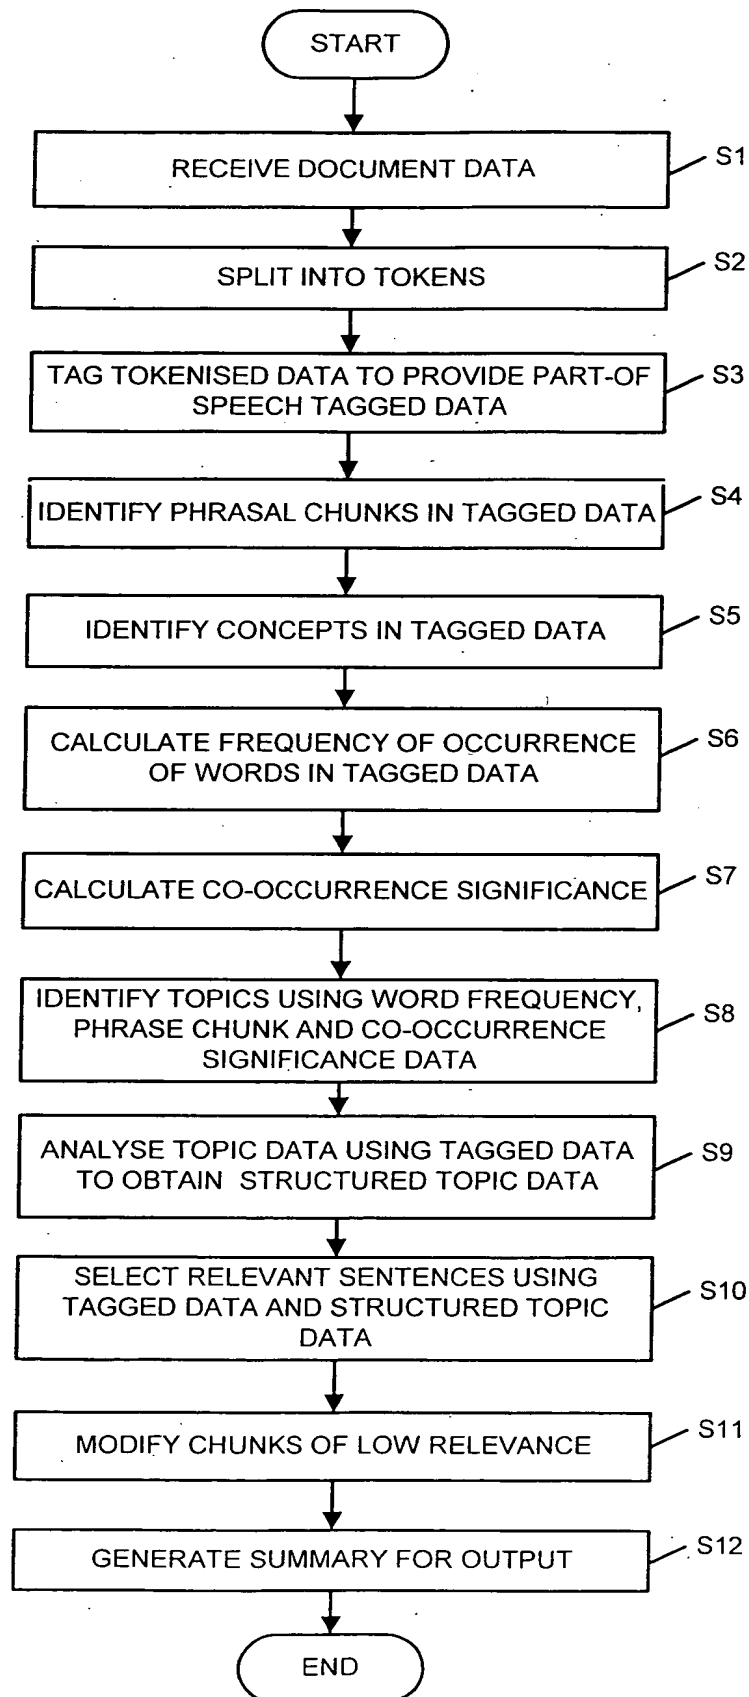 START
RECEIVE DOCUMENT DATA
S1
SPLIT INTO TOKENS
S2
TAG TOKENISED DATA TO PROVIDE PART-OF
SPEECH TAGGED DATA
S3
IDENTIFY PHRASAL CHUNKS IN TAGGED DATA
S4
IDENTIFY CONCEPTS IN TAGGED DATA
S5
CALCULATE FREQUENCY OF OCCURRENCE
OF WORDS IN TAGGED DATA
S6
CALCULATE CO-OCCURRENCE SIGNIFICANCE
S7
IDENTIFY TOPICS USING WORD FREQUENCY,
PHRASE CHUNK AND CO-OCCURRENCE
SIGNIFICANCE DATA
S8
ANALYSE TOPIC DATA USING TAGGED DATA
TO OBTAIN STRUCTURED TOPIC DATA
S9
SELECT RELEVANT SENTENCES USING
TAGGED DATA AND STRUCTURED TOPIC
DATA
S10
MODIFY CHUNKS OF LOW RELEVANCE
S11
GENERATE SUMMARY FOR OUTPUT
S12
END